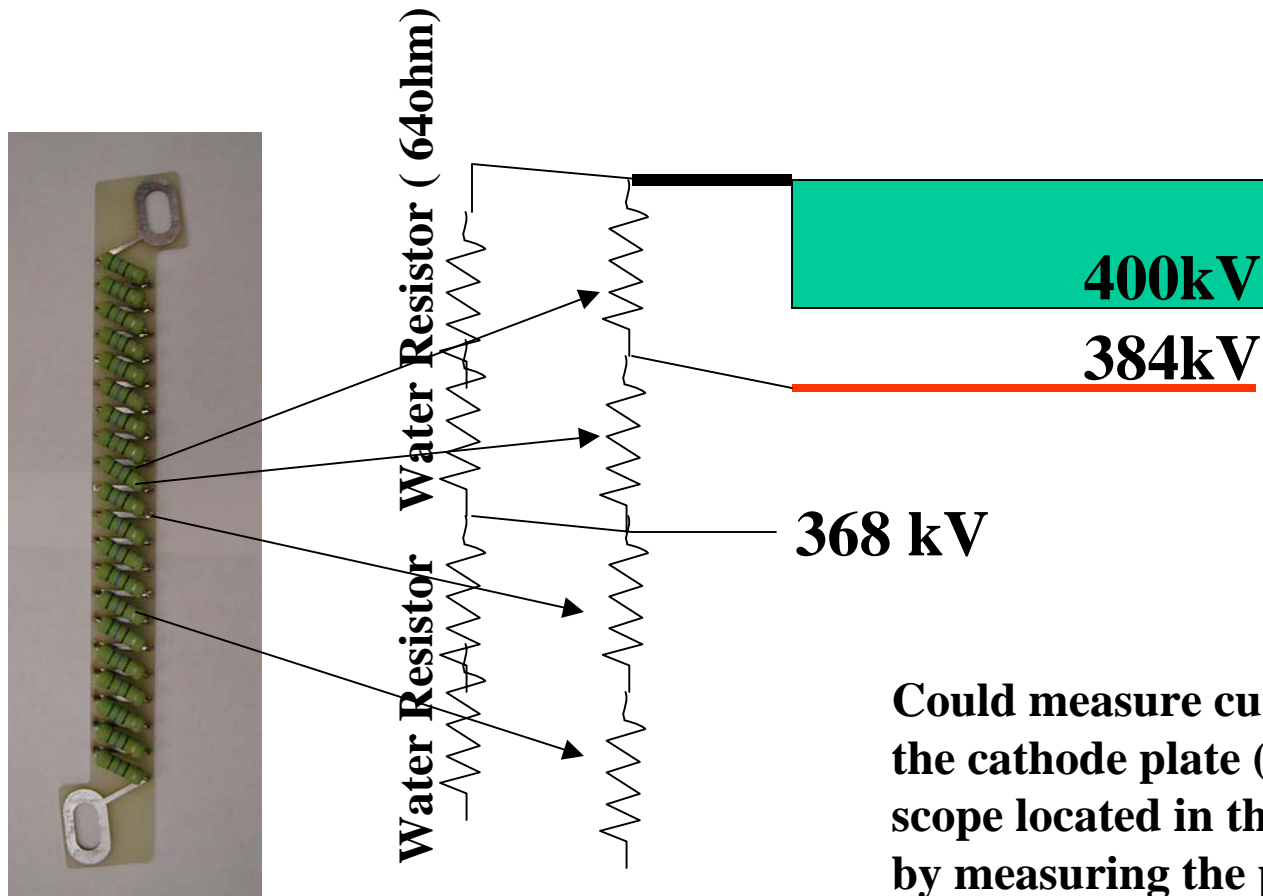 Water Resistor ( 64ohm)
Water Resistor
400kV
384kV
368 kV
Could measure cu
the cathode plate (
scope located in th
by measuring the p